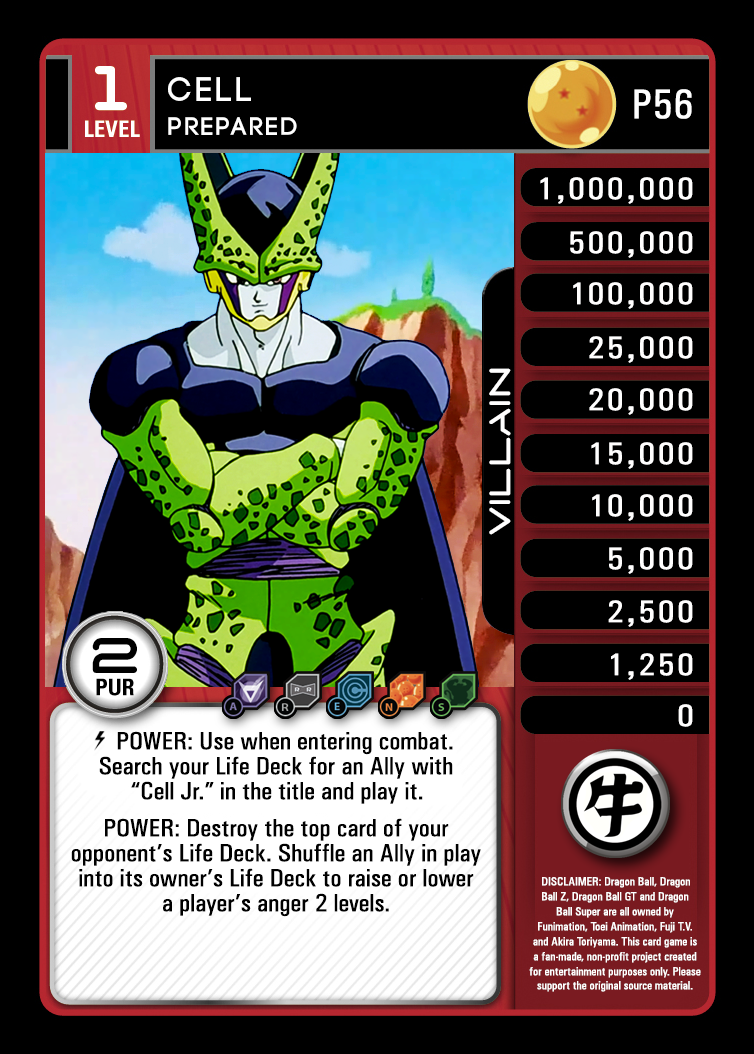 1
LEVEL
CELL
PREPARED
P56
1,000,000
500,000
100,000
25,000
20,000
15,000
10,000
5,000
2,500
1,250
0
VILLAIN
2
PUR
A R E N S
POWER: Use when entering combat.
Search your Life Deck for an Ally with
“Cell Jr.” in the title and play it.
POWER: Destroy the top card of your
opponent’s Life Deck. Shuffle an Ally in play
into its owner’s Life Deck to raise or lower
a player’s anger 2 levels.
牛
DISCLAIMER: Dragon Ball, Dragon
Ball Z, Dragon Ball GT and Dragon
Ball Super are all owned by
Funimation, Toei Animation, Fuji T.V.
and Akira Toriyama. This card game is
a fan-made, non-profit project created
for entertainment purposes only. Please
support the original source material.